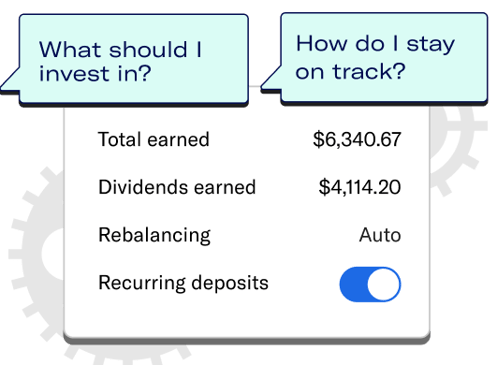 What should I
invest in?
How do I stay
on track?
Total earned $6,340.67
Dividends earned $4,114.20
Rebalancing Auto
Recurring deposits